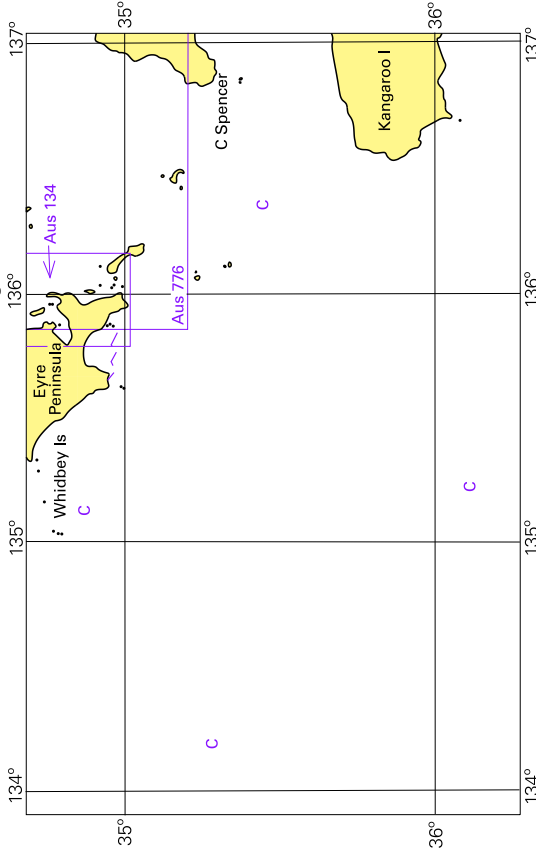 137°
136°
135°
134°
35°
36°
Aus 134
Eyre
Peninsula
Whidbey Is
Aus 776
C Spencer
Kangaroo I
C
C
C
C
35°
36°
137°
136°
135°
134°